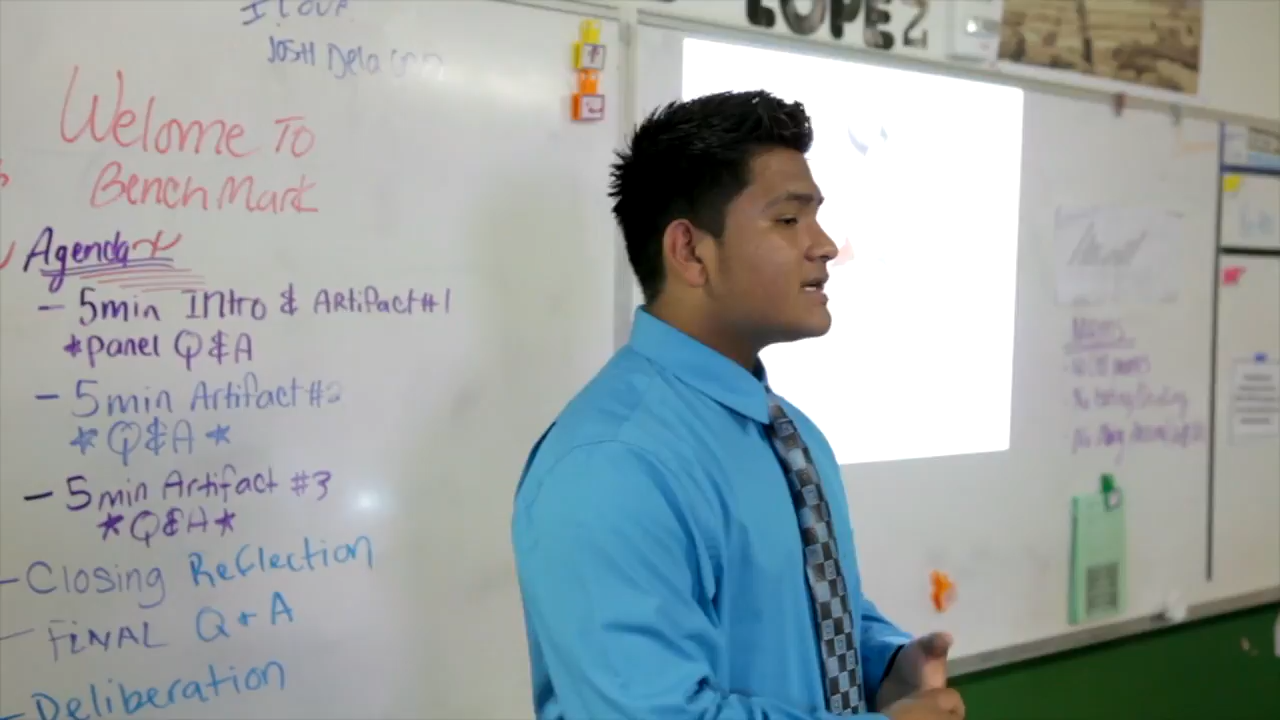 I LOVE
JOSH Dela
LOPEZ
Welome To
BenchMark
Agenda
- 5min Intro & Artifact #1
*Panel Q&A
- 5min Artifact #2
*Q&A*
- 5min Artifact #3
*Q&A*
- Closing Reflection
- FINAL Q+A
- Deliberation